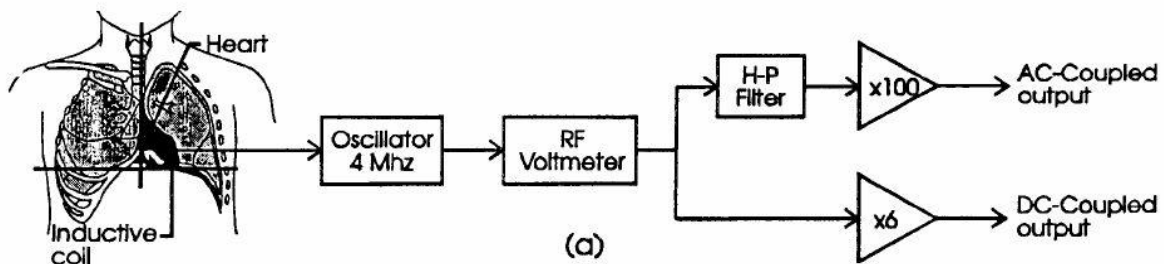 Heart
Inductive
coil
Oscillator
4 Mhz
RF
Voltmeter
H-P
Filter
x100
AC-Coupled
output
x6
DC-Coupled
output
(a)